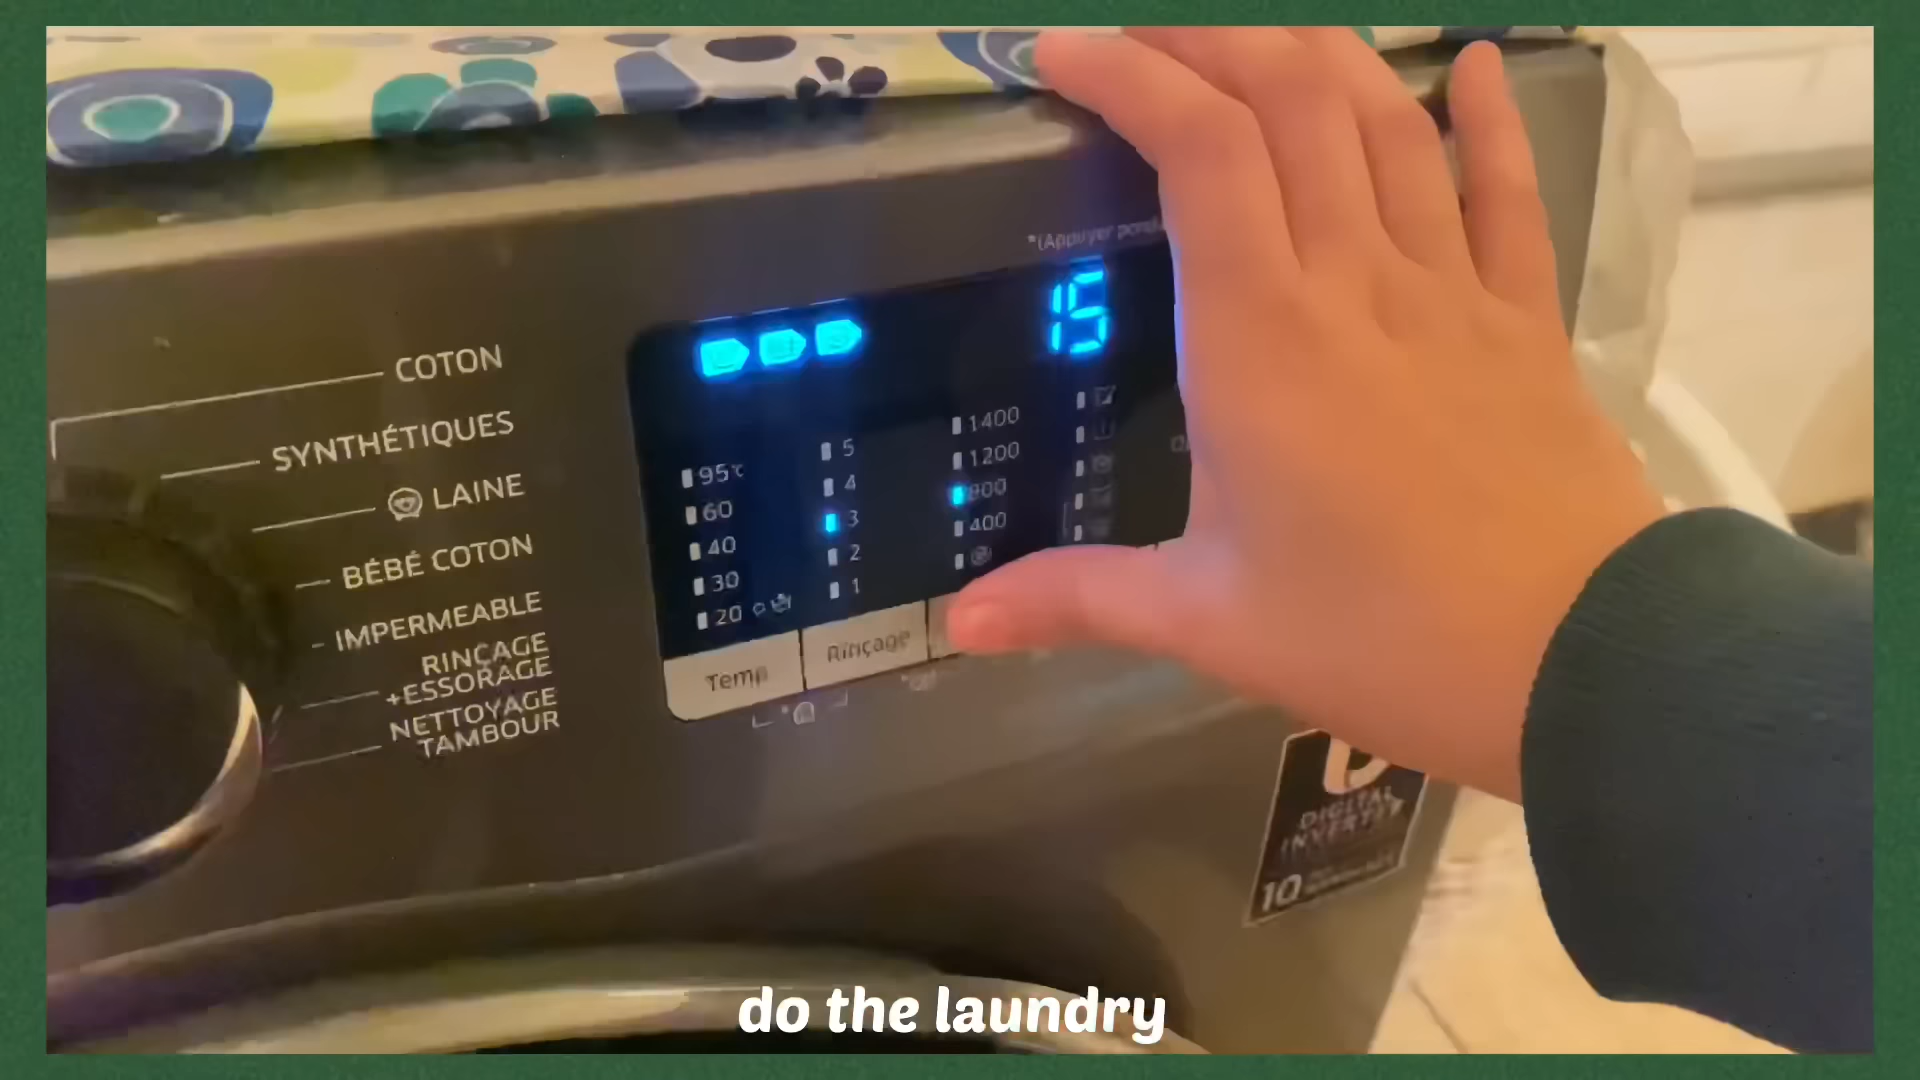 *(Appuyer
COTON
SYNTHÉTIQUES
LAINE
BÉBÉ COTON
IMPERMEABLE
RINÇAGE
+ESSORAGE
NETTOYAGE
TAMBOUR
15
95℃
60
40
30
20
5
4
3
2
1
1400
1200
800
400
Temp
Rinçage
DIGITAL
INVERTER
10
do the laundry